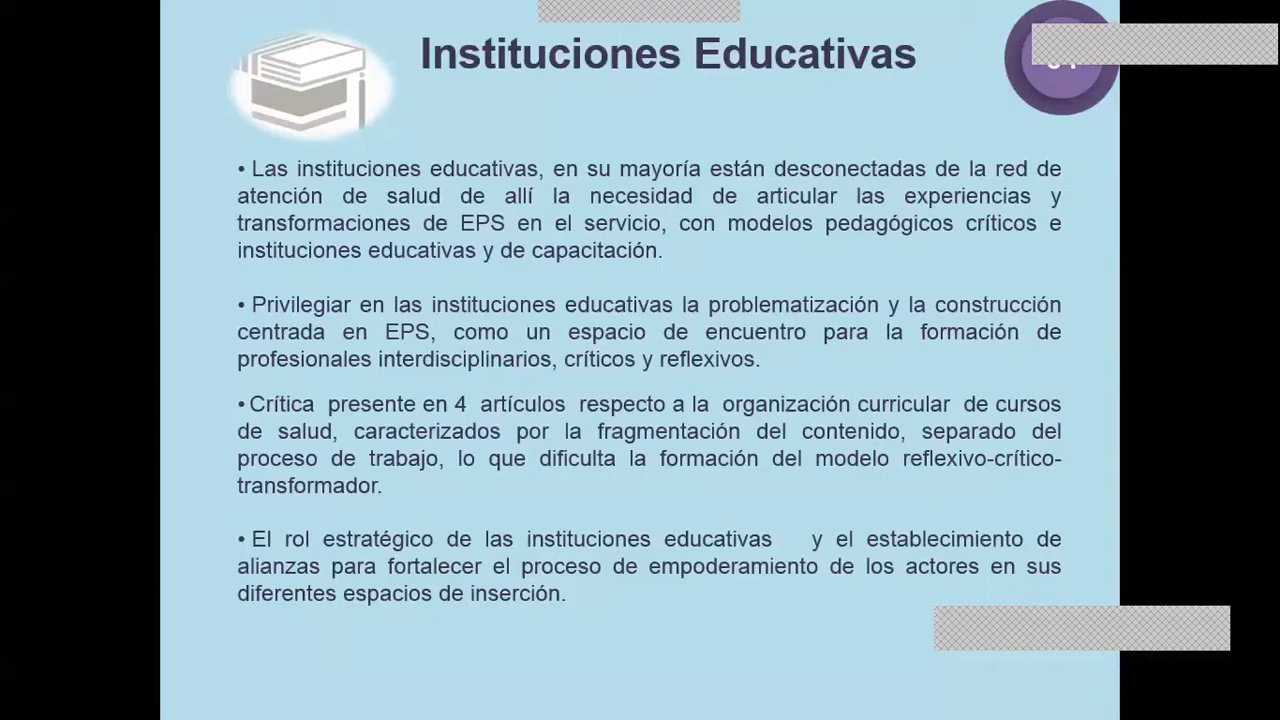 Instituciones Educativas
• Las instituciones educativas, en su mayoría están desconectadas de la red de
atención de salud de allí la necesidad de articular las experiencias y
transformaciones de EPS en el servicio, con modelos pedagógicos críticos e
instituciones educativas y de capacitación.
• Privilegiar en las instituciones educativas la problematización y la construcción
centrada en EPS, como un espacio de encuentro para la formación de
profesionales interdisciplinarios, críticos y reflexivos.
• Crítica presente en 4 artículos respecto a la organización curricular de cursos
de salud, caracterizados por la fragmentación del contenido, separado del
proceso de trabajo, lo que dificulta la formación del modelo reflexivo-crítico-
transformador.
• El rol estratégico de las instituciones educativas y el establecimiento de
alianzas para fortalecer el proceso de empoderamiento de los actores en sus
diferentes espacios de inserción.